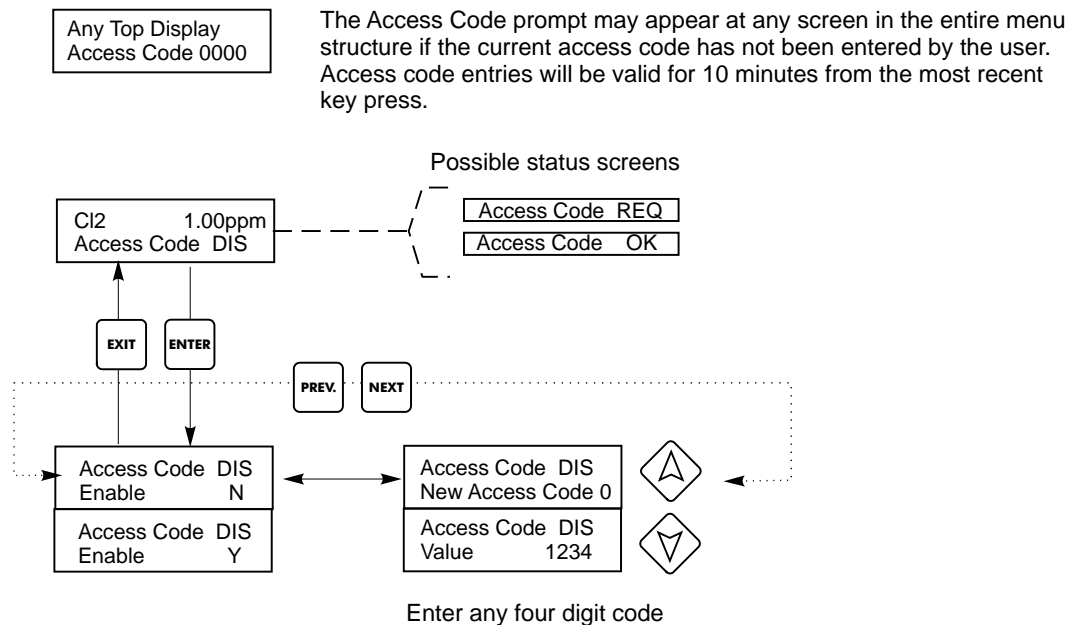 Any Top Display
Access Code 0000
The Access Code prompt may appear at any screen in the entire menu
structure if the current access code has not been entered by the user.
Access code entries will be valid for 10 minutes from the most recent
key press.
Possible status screens
Cl2 1.00ppm
Access Code DIS
Access Code REQ
Access Code OK
EXIT
ENTER
PREV.
NEXT
Access Code DIS
Enable N
Access Code DIS
Enable Y
Access Code DIS
New Access Code 0
Access Code DIS
Value 1234
Enter any four digit code